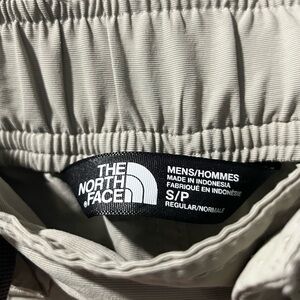 THE
NORTH
FACE
MENS/HOMMES
MADE IN INDONESIA
FABRIQUÉ EN INDONÉSIE
S/P
REGULAR/NORMALE